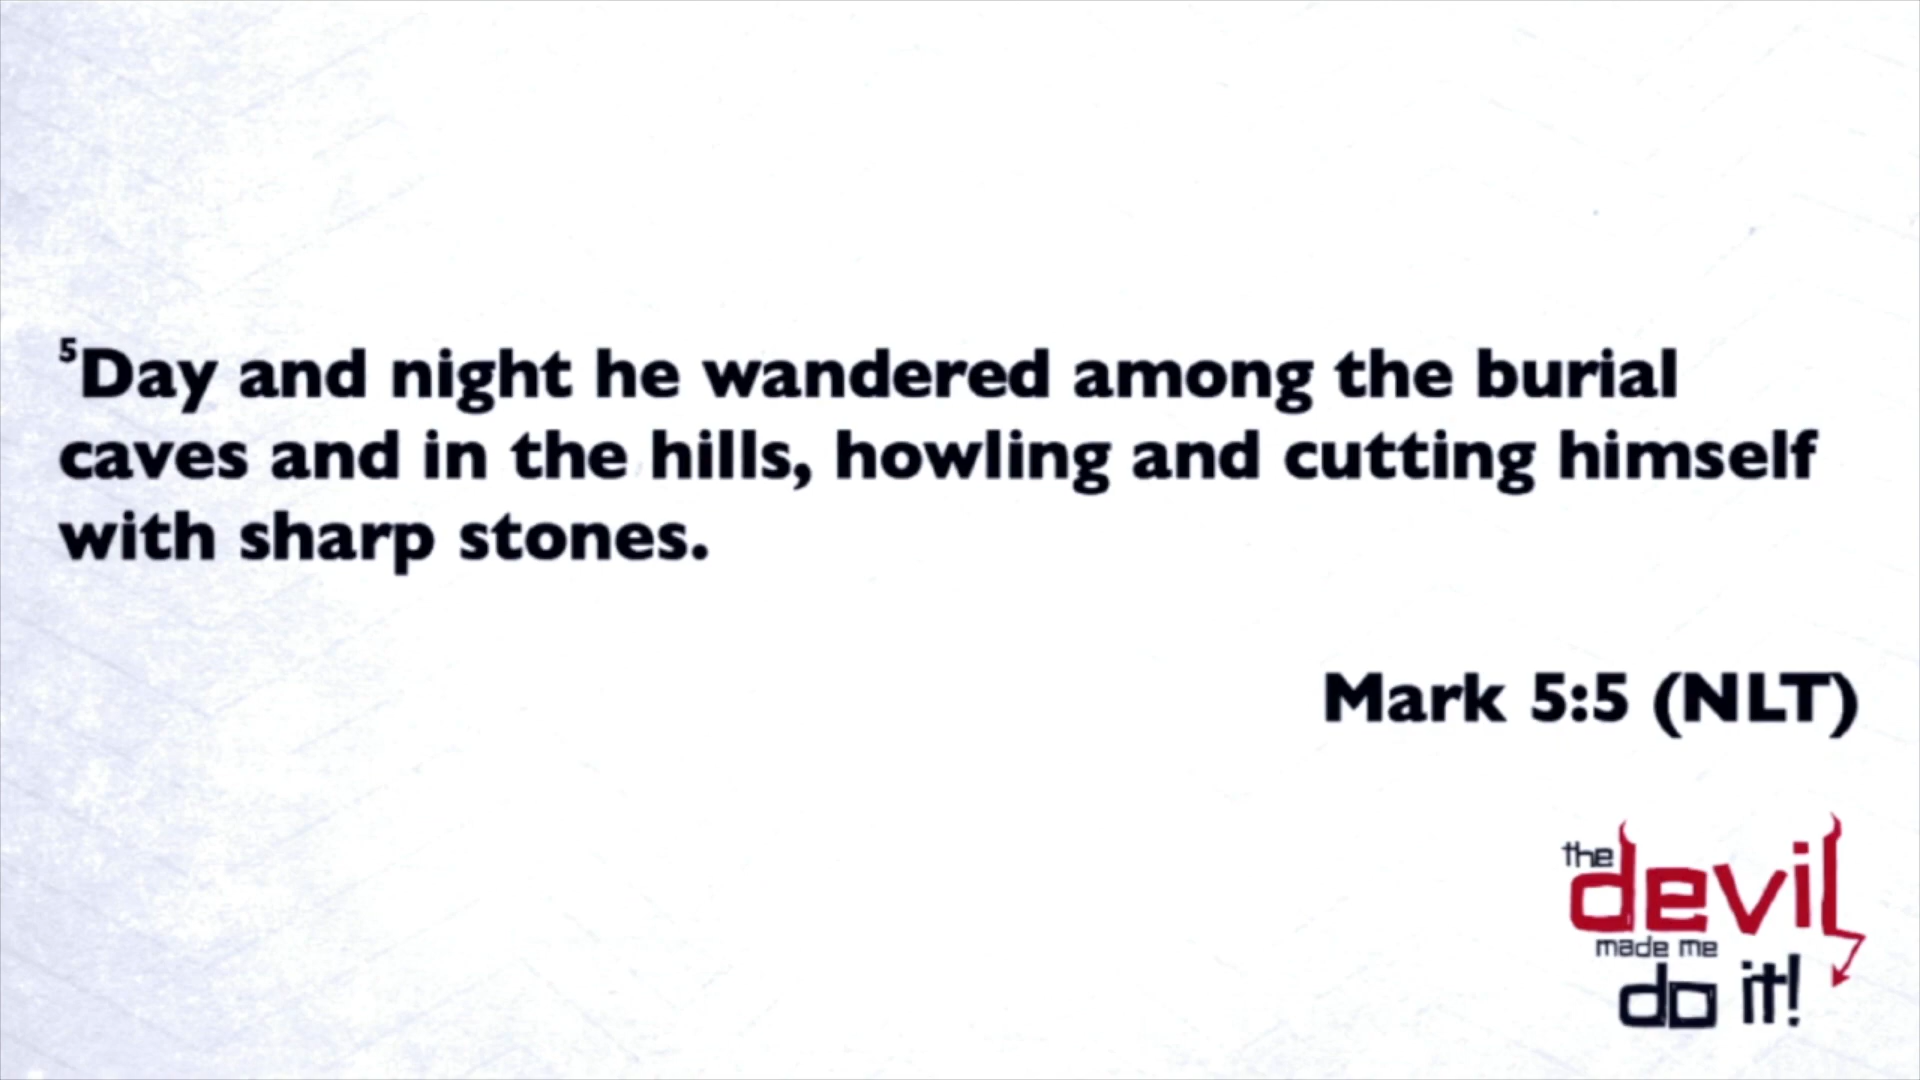 ⁵Day and night he wandered among the burial
caves and in the hills, howling and cutting himself
with sharp stones.
Mark 5:5 (NLT)
the
devil
made me
do it!